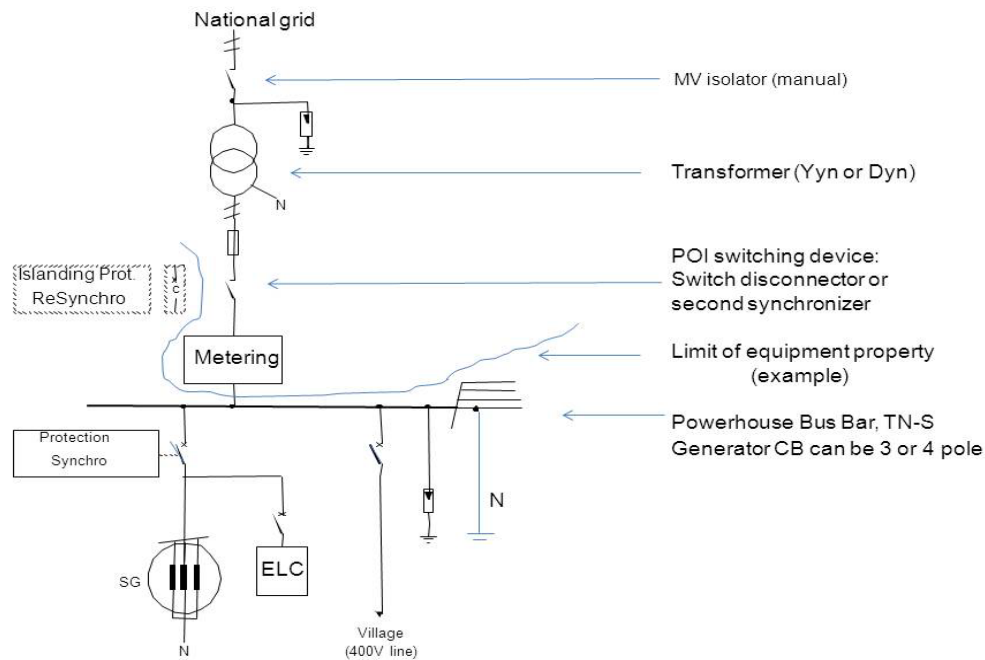 National grid
MV isolator (manual)
Transformer (Yyn or Dyn)
N
POI switching device:
Switch disconnector or
second synchronizer
Islanding Prot.
ReSynchro
C
Metering
Limit of equipment property
(example)
Powerhouse Bus Bar, TN-S
Generator CB can be 3 or 4 pole
Protection
Synchro
N
ELC
SG
N
Village
(400V line)